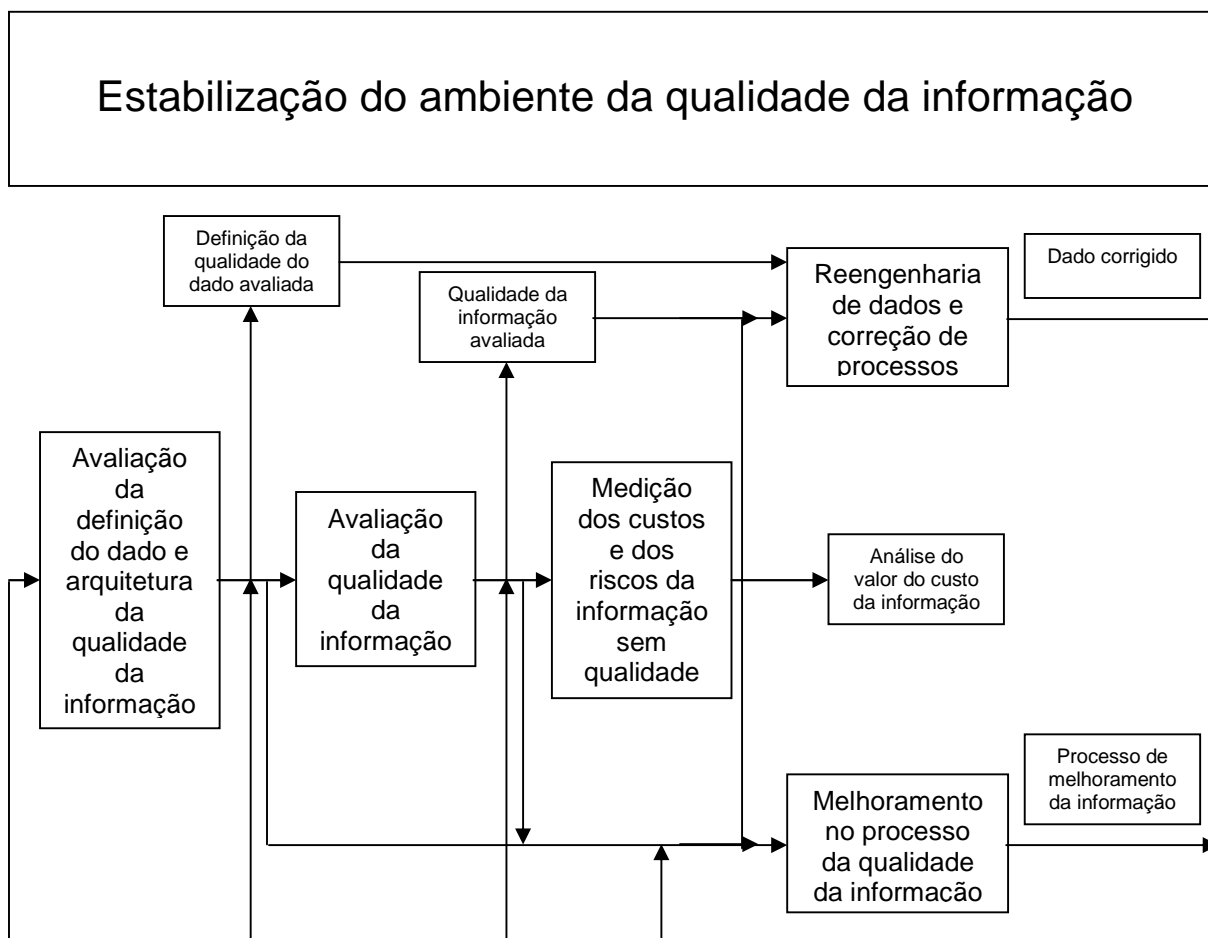 Estabilização do ambiente da qualidade da informação
Definição da
qualidade do
dado avaliada
Qualidade da
informação
avaliada
Reengenharia
de dados e
correção de
processos
Dado corrigido
Avaliação
da
definição
do dado e
arquitetura
da
qualidade
da
informação
Avaliação
da
qualidade
da
informação
Medição
dos custos
e dos
riscos da
informação
sem
qualidade
Análise do
valor do custo
da informação
Processo de
melhoramento
da informação
Melhoramento
no processo
da qualidade
da informação